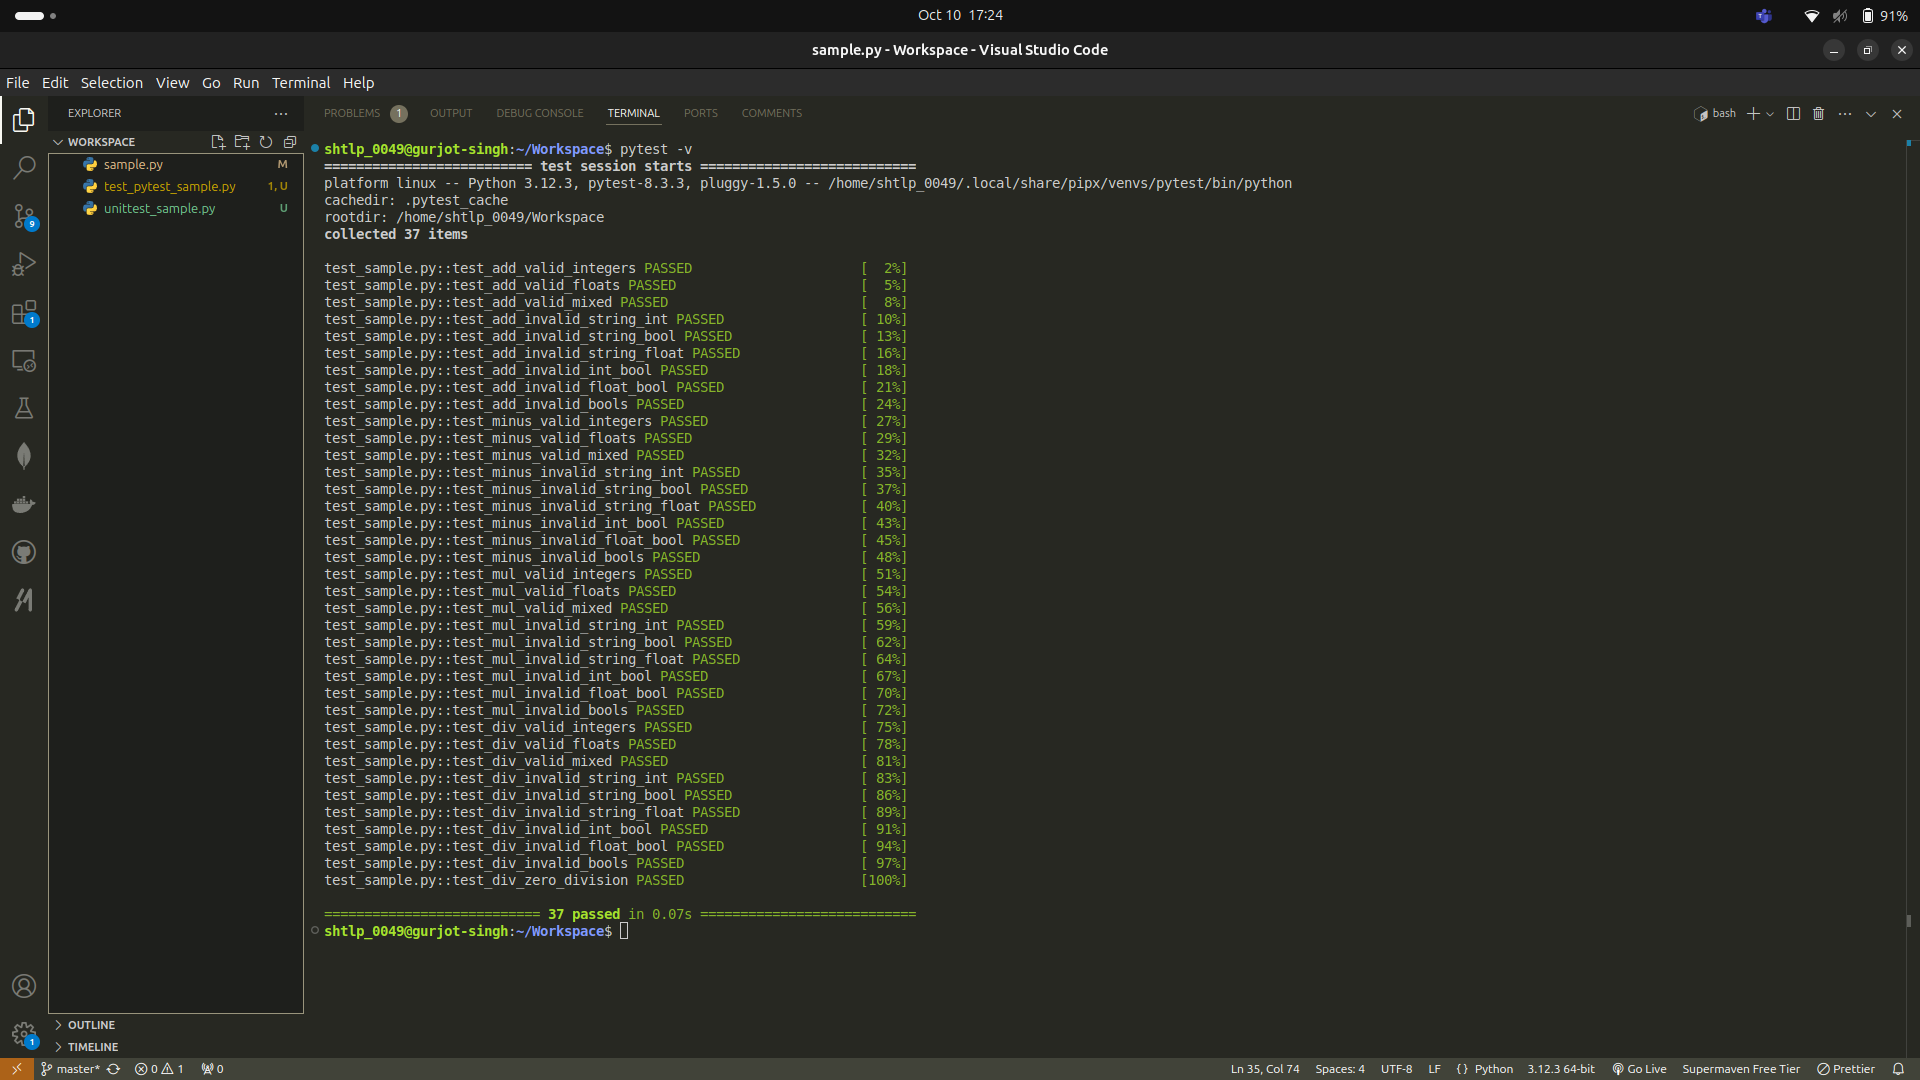 Oct 10 17:24
91%
sample.py - Workspace - Visual Studio Code
File Edit Selection View Go Run Terminal Help
EXPLORER
PROBLEMS 1 OUTPUT DEBUG CONSOLE TERMINAL PORTS COMMENTS
bash
WORKSPACE
sample.py M
test_pytest_sample.py 1, U
unittest_sample.py U
9
1
1
shtlp_0049@gurjot-singh:~/Workspace$ pytest -v
========================== test session starts ===========================
platform linux -- Python 3.12.3, pytest-8.3.3, pluggy-1.5.0 -- /home/shtlp_0049/.local/share/pipx/venvs/pytest/bin/python
cachedir: .pytest_cache
rootdir: /home/shtlp_0049/Workspace
collected 37 items
test_sample.py::test_add_valid_integers PASSED [ 2%]
test_sample.py::test_add_valid_floats PASSED [ 5%]
test_sample.py::test_add_valid_mixed PASSED [ 8%]
test_sample.py::test_add_invalid_string_int PASSED [ 10%]
test_sample.py::test_add_invalid_string_bool PASSED [ 13%]
test_sample.py::test_add_invalid_string_float PASSED [ 16%]
test_sample.py::test_add_invalid_int_bool PASSED [ 18%]
test_sample.py::test_add_invalid_float_bool PASSED [ 21%]
test_sample.py::test_add_invalid_bools PASSED [ 24%]
test_sample.py::test_minus_valid_integers PASSED [ 27%]
test_sample.py::test_minus_valid_floats PASSED [ 29%]
test_sample.py::test_minus_valid_mixed PASSED [ 32%]
test_sample.py::test_minus_invalid_string_int PASSED [ 35%]
test_sample.py::test_minus_invalid_string_bool PASSED [ 37%]
test_sample.py::test_minus_invalid_string_float PASSED [ 40%]
test_sample.py::test_minus_invalid_int_bool PASSED [ 43%]
test_sample.py::test_minus_invalid_float_bool PASSED [ 45%]
test_sample.py::test_minus_invalid_bools PASSED [ 48%]
test_sample.py::test_mul_valid_integers PASSED [ 51%]
test_sample.py::test_mul_valid_floats PASSED [ 54%]
test_sample.py::test_mul_valid_mixed PASSED [ 56%]
test_sample.py::test_mul_invalid_string_int PASSED [ 59%]
test_sample.py::test_mul_invalid_string_bool PASSED [ 62%]
test_sample.py::test_mul_invalid_string_float PASSED [ 64%]
test_sample.py::test_mul_invalid_int_bool PASSED [ 67%]
test_sample.py::test_mul_invalid_float_bool PASSED [ 70%]
test_sample.py::test_mul_invalid_bools PASSED [ 72%]
test_sample.py::test_div_valid_integers PASSED [ 75%]
test_sample.py::test_div_valid_floats PASSED [ 78%]
test_sample.py::test_div_valid_mixed PASSED [ 81%]
test_sample.py::test_div_invalid_string_int PASSED [ 83%]
test_sample.py::test_div_invalid_string_bool PASSED [ 86%]
test_sample.py::test_div_invalid_string_float PASSED [ 89%]
test_sample.py::test_div_invalid_int_bool PASSED [ 91%]
test_sample.py::test_div_invalid_float_bool PASSED [ 94%]
test_sample.py::test_div_invalid_bools PASSED [ 97%]
test_sample.py::test_div_zero_division PASSED [100%]
=========================== 37 passed in 0.07s ===========================
shtlp_0049@gurjot-singh:~/Workspace$
OUTLINE
TIMELINE
master* 0 1 0
Ln 35, Col 74 Spaces: 4 UTF-8 LF {} Python 3.12.3 64-bit Go Live Supermaven Free Tier Prettier